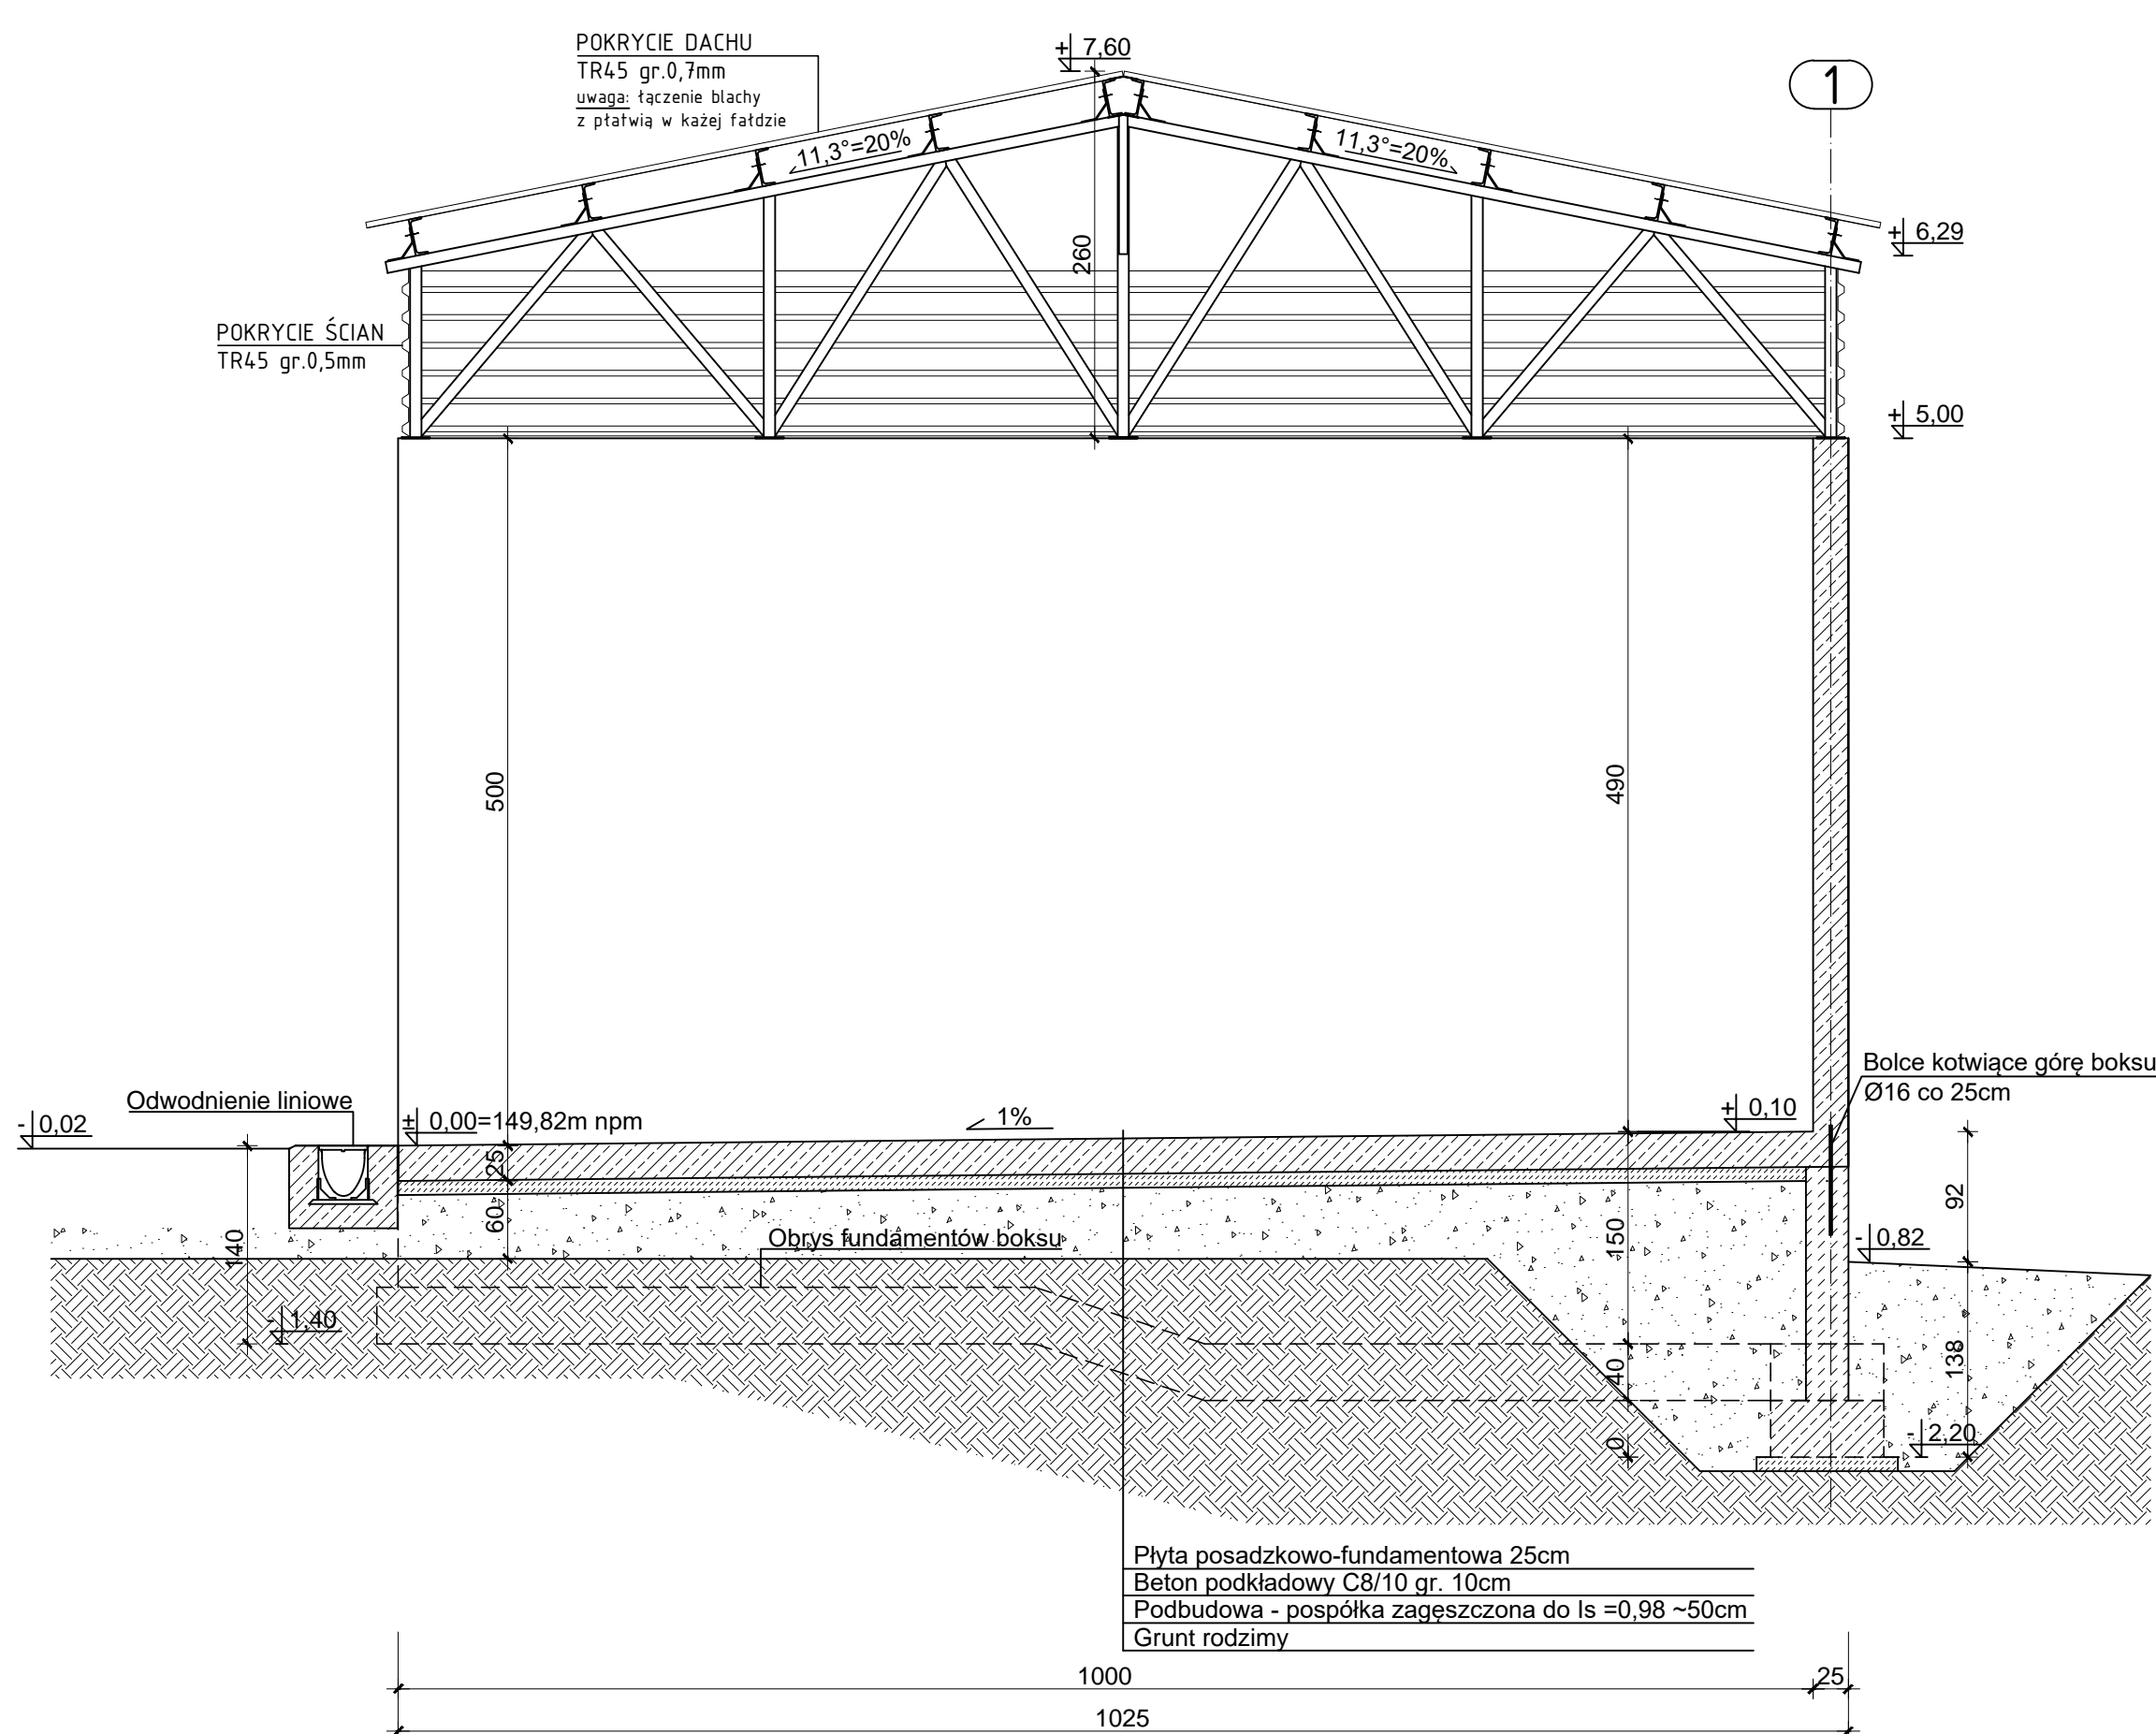 POKRYCIE DACHU
TR45 gr.0,7mm
uwaga: łączenie blachy
z płatwią w każej fałdzie
+ 7,60
1
11,3°=20%
11,3°=20%
+ 6,29
260
POKRYCIE ŚCIAN
TR45 gr.0,5mm
+ 5,00
500
490
Bolce kotwiące górę boksu
Ø16 co 25cm
Odwodnienie liniowe
- 0,02
± 0,00=149,82m npm
1%
+ 0,10
25
92
60
140
Obrys fundamentów boksu
150
- 0,82
- 1,40
40
138
0
- 2,20
Płyta posadzkowo-fundamentowa 25cm
Beton podkładowy C8/10 gr. 10cm
Podbudowa - pospółka zagęszczona do Is =0,98 ~50cm
Grunt rodzimy
1000
25
1025